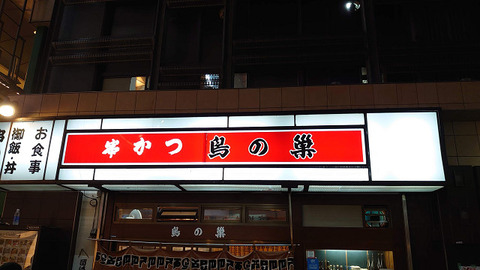 お食事
御飯・丼
串かつ 鳥の巣
鳥の巣